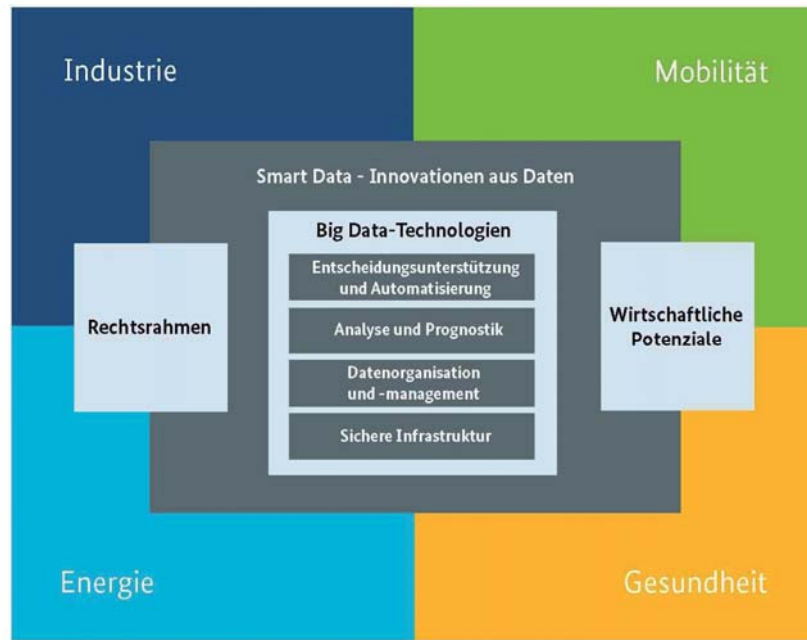 Industrie
Mobilität
Smart Data - Innovationen aus Daten
Big Data-Technologien
Entscheidungsunterstützung
und Automatisierung
Analyse und Prognostik
Datenorganisation
und -management
Sichere Infrastruktur
Rechtsrahmen
Wirtschaftliche
Potenziale
Energie
Gesundheit